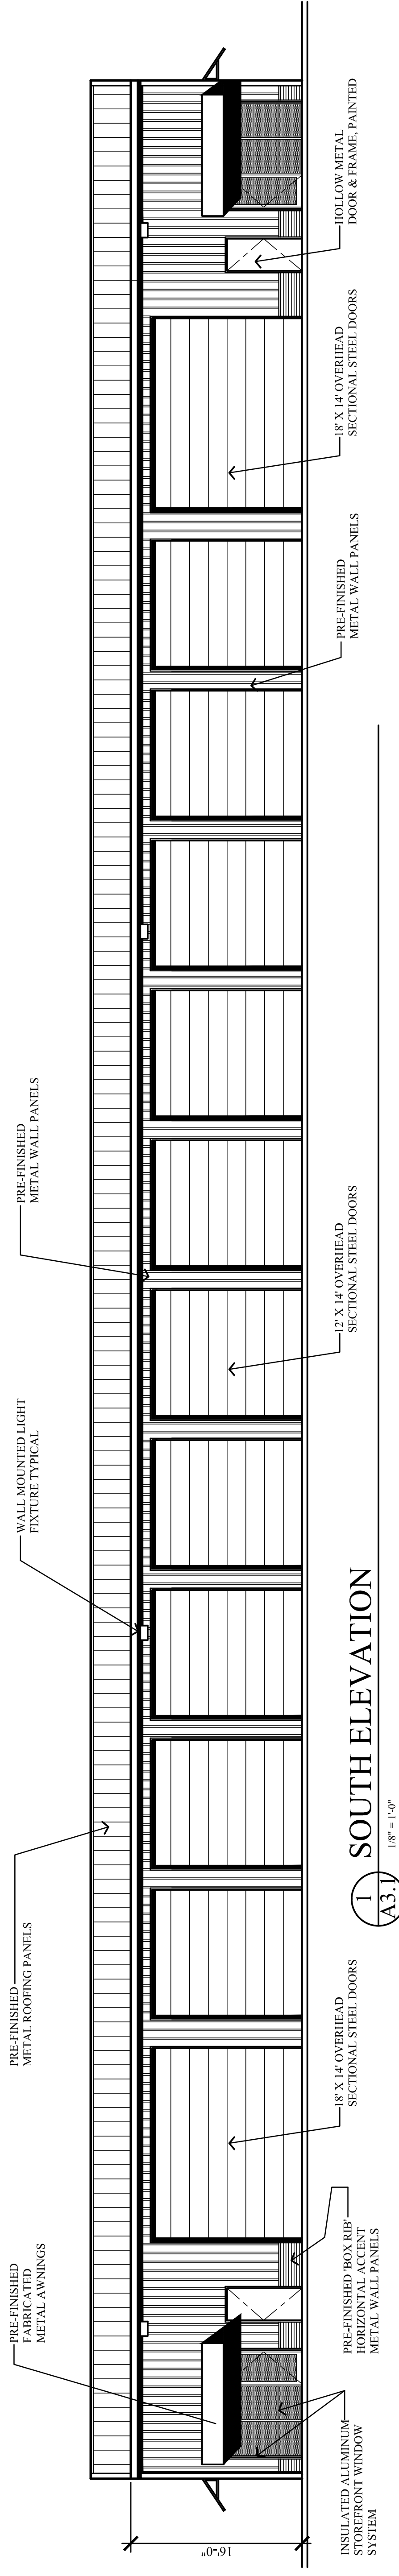 PRE-FINISHED
FABRICATED
METAL AWNINGS
PRE-FINISHED
METAL ROOFING PANELS
WALL MOUNTED LIGHT
FIXTURE TYPICAL
PRE-FINISHED
METAL WALL PANELS
16'-0"
INSULATED ALUMINUM
STOREFRONT WINDOW
SYSTEM
PRE-FINISHED 'BOX RIB'
HORIZONTAL ACCENT
METAL WALL PANELS
18' X 14' OVERHEAD
SECTIONAL STEEL DOORS
12' X 14' OVERHEAD
SECTIONAL STEEL DOORS
PRE-FINISHED
METAL WALL PANELS
18' X 14' OVERHEAD
SECTIONAL STEEL DOORS
HOLLOW METAL
DOOR & FRAME, PAINTED
1
A3.1
SOUTH ELEVATION
1/8" = 1'-0"